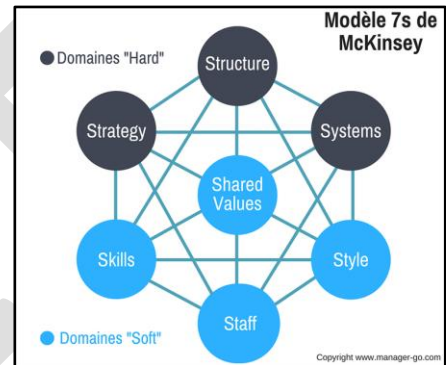 Modèle 7s de
McKinsey
Domaines "Hard"
Structure
Strategy
Systems
Shared
Values
Skills
Style
Staff
Domaines "Soft"
Copyright www.manager-go.com